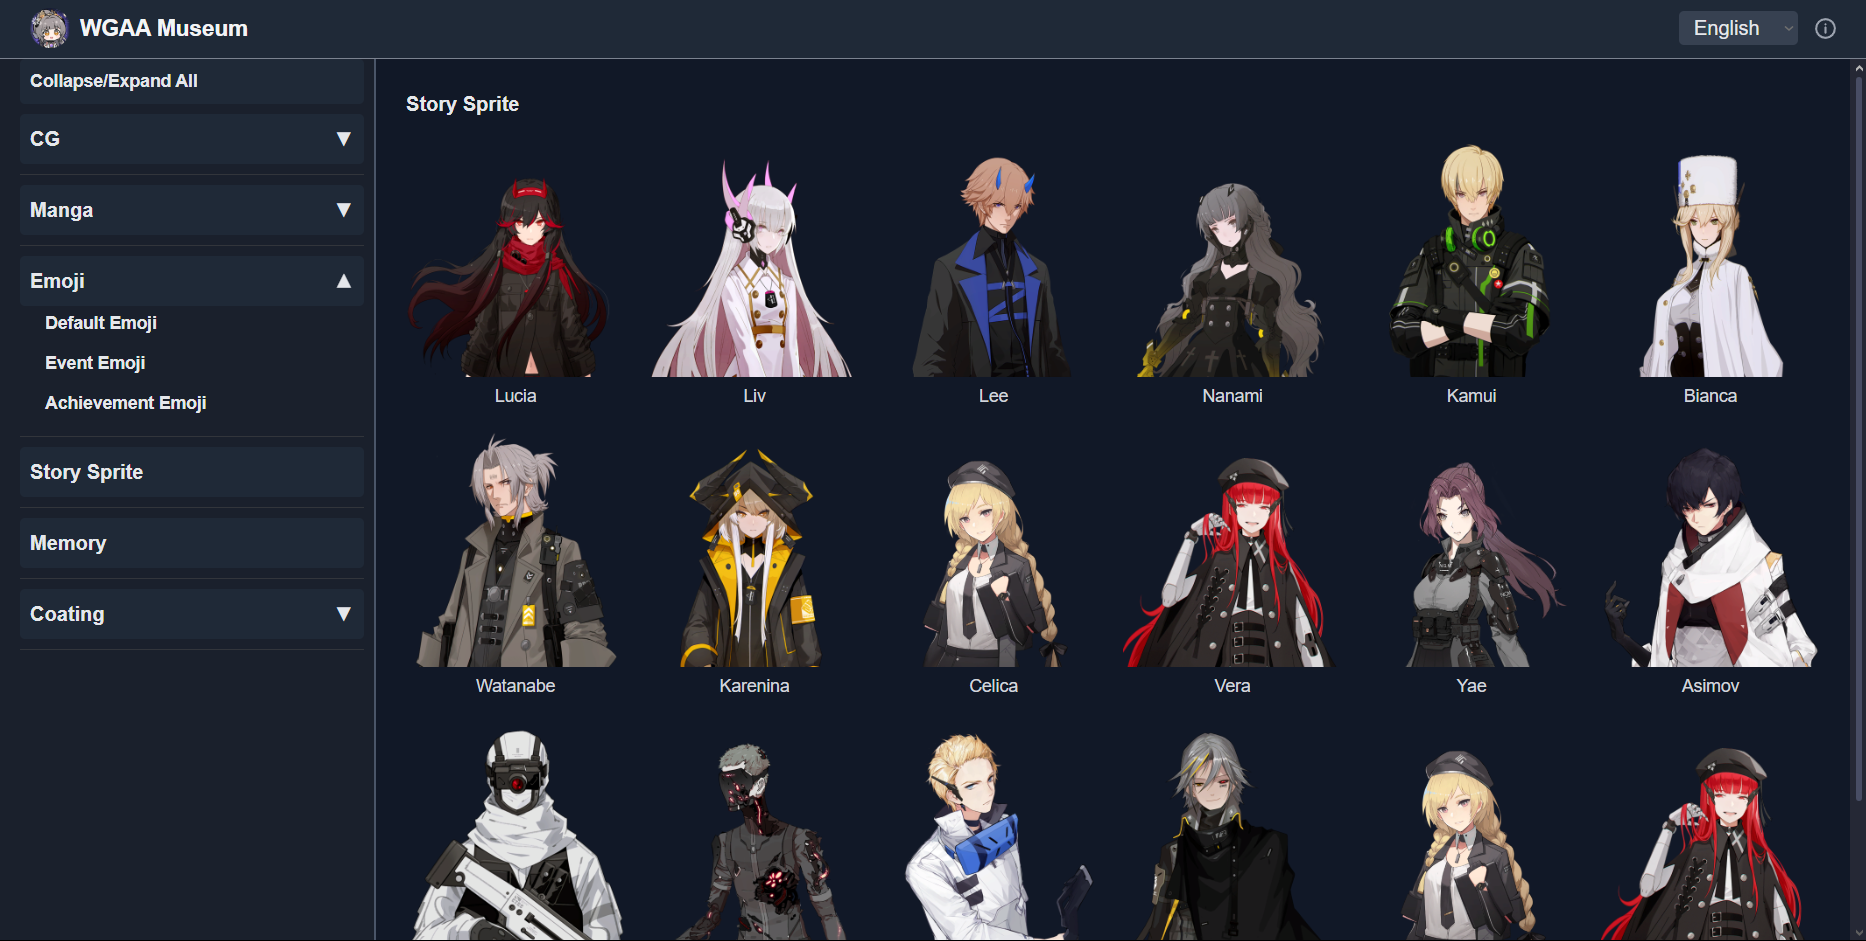 WGAA Museum
English
Collapse/Expand All
CG
Manga
Emoji
Default Emoji
Event Emoji
Achievement Emoji
Story Sprite
Memory
Coating
Story Sprite
Lucia
Liv
Lee
Nanami
Kamui
Bianca
Watanabe
Karenina
Celica
Vera
Yae
Asimov